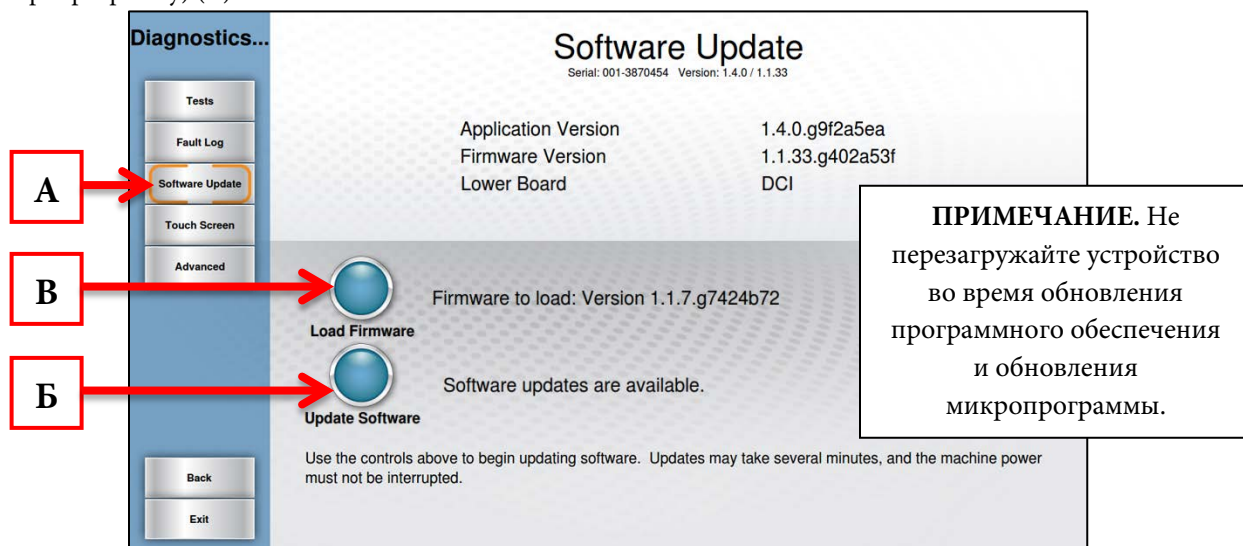 Diagnostics...
Software Update
Serial: 001-3870454 Version: 1.4.0 / 1.1.33
Tests
Fault Log
Software Update
Touch Screen
Advanced
Back
Exit
Application Version 1.4.0.g9f2a5ea
Firmware Version 1.1.33.g402a53f
Lower Board DCI
А
В
Б
Firmware to load: Version 1.1.7.g7424b72
Load Firmware
Software updates are available.
Update Software
Use the controls above to begin updating software. Updates may take several minutes, and the machine power
must not be interrupted.
ПРИМЕЧАНИЕ. Не
перезагружайте устройство
во время обновления
программного обеспечения
и обновления
микропрограммы.